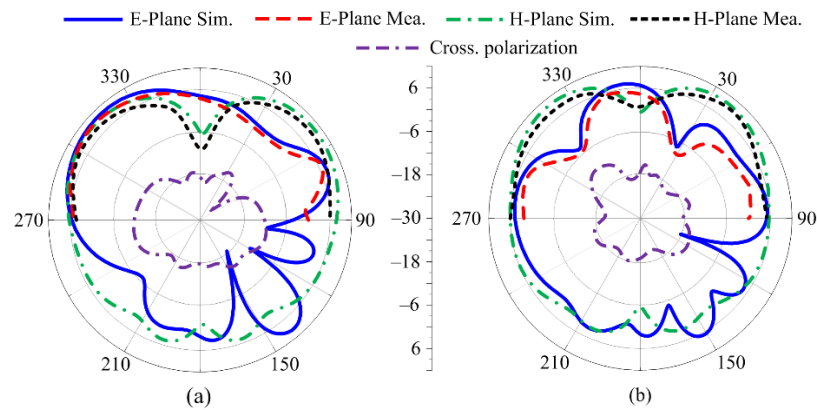 E-Plane Sim. E-Plane Mea. H-Plane Sim. H-Plane Mea.
Cross. polarization
330 30 6 330 30
−6
−18
270 90 −30 270 90
−18
−6
210 150 6 210 150
(a) (b)